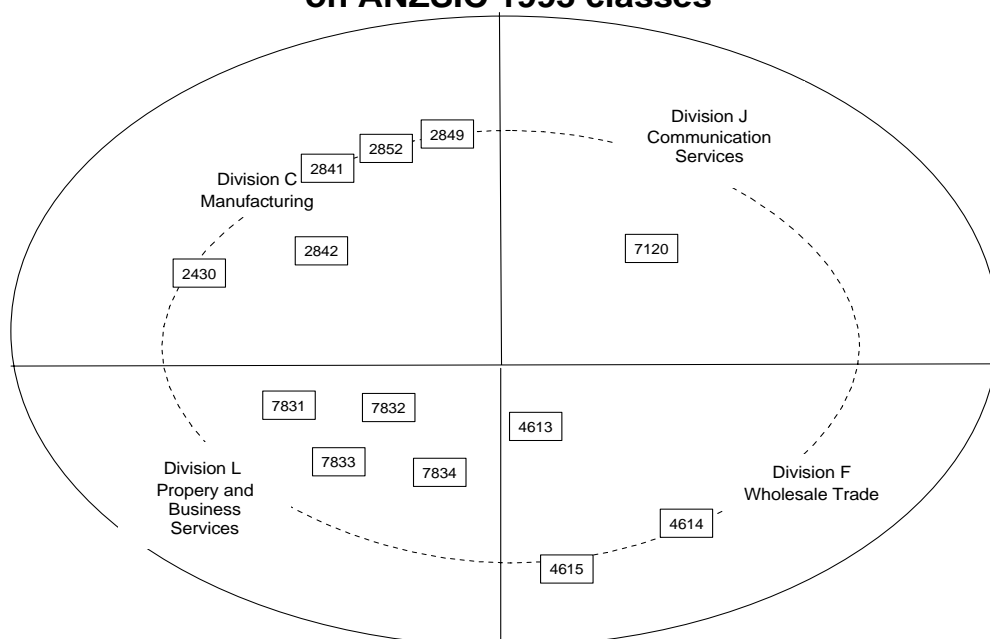 on ANZSIC 1993 classes
Division J
Communication
Services
2849
2852
2841
Division C
Manufacturing
2842
2430
7120
7831
7832
4613
7833
7834
Division L
Propery and
Business
Services
Division F
Wholesale Trade
4614
4615